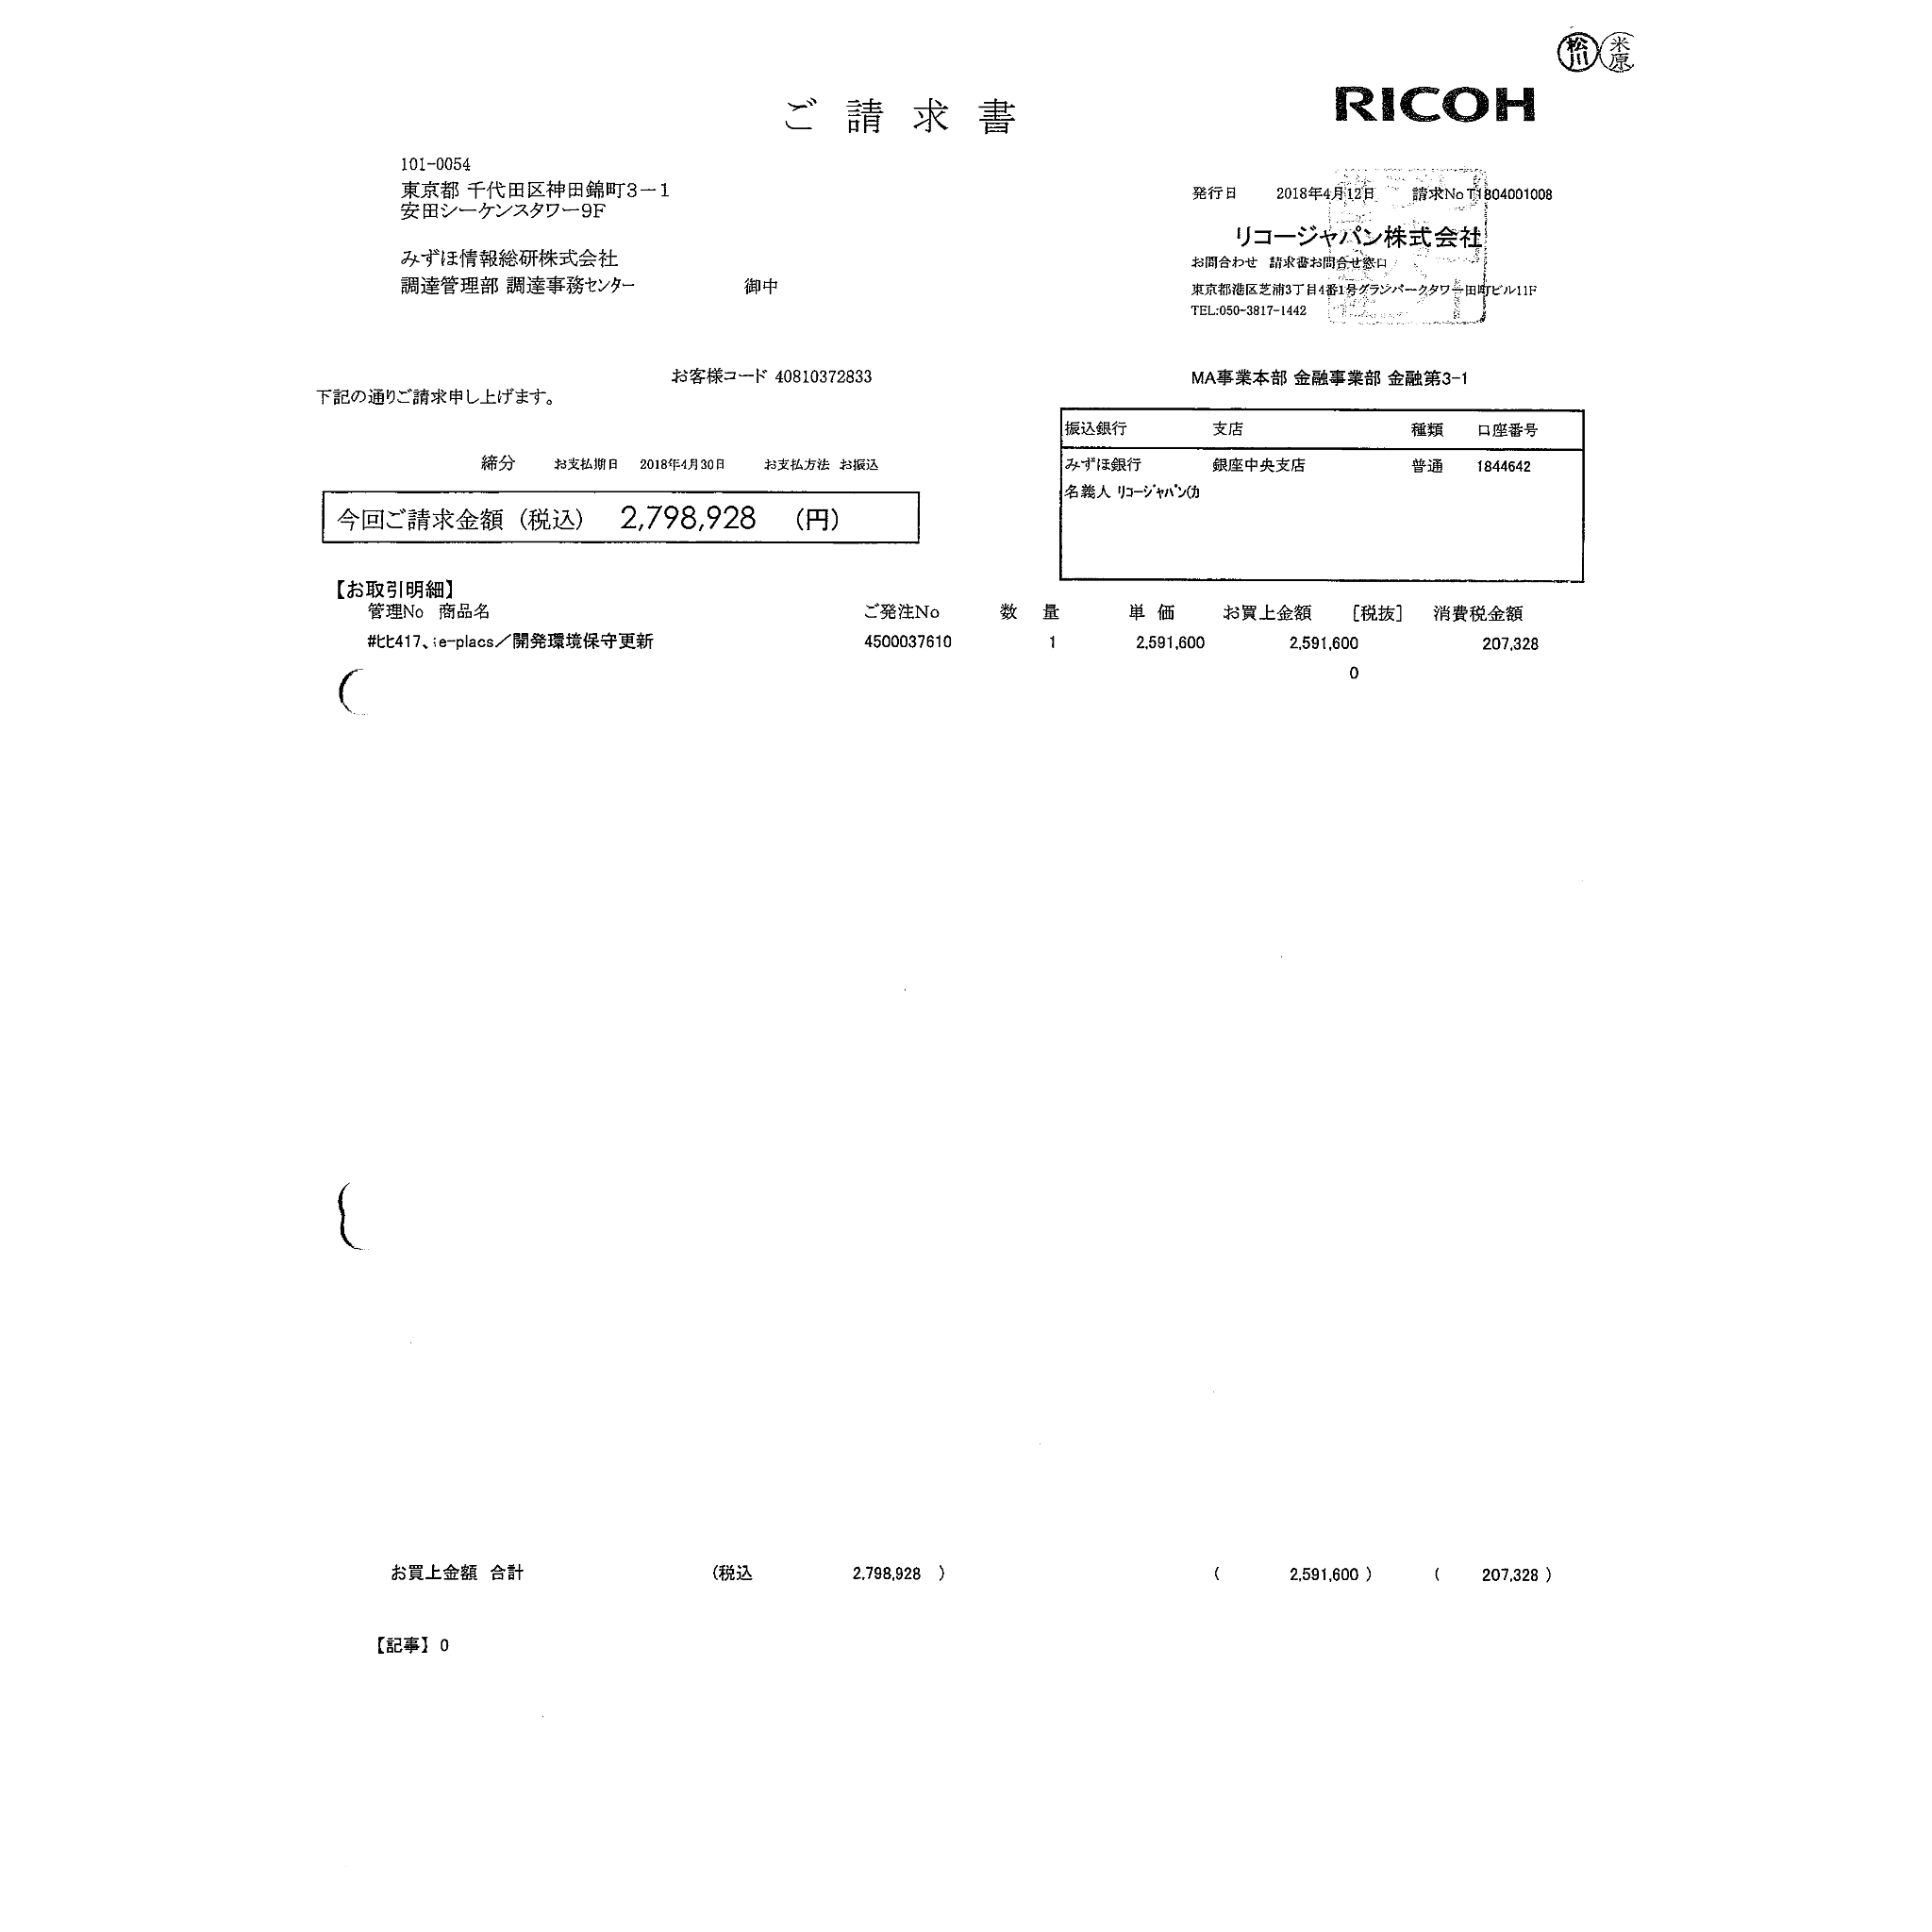 松川 米原
RICOH
ご請求書
101-0054
東京都 千代田区神田錦町3－1
安田シーケンスタワー9F
みずほ情報総研株式会社
調達管理部 調達事務センター 御中
発行日 2018年4月12日 請求No T1804001008
リコージャパン株式会社
お問合わせ 請求書お問合せ窓口
東京都港区芝浦3丁目4番1号グランパークタワー田町ビル11F
TEL:050-3817-1442
お客様コード 40810372833
下記の通りご請求申し上げます。
MA事業本部 金融事業部 金融第3-1
振込銀行 支店 種類 口座番号
みずほ銀行 銀座中央支店 普通 1844642
名義人 ﾘｺｰｼﾞｬﾊﾟﾝ(ｶ
締分 お支払期日 2018年4月30日 お支払方法 お振込
今回ご請求金額（税込） 2,798,928 （円）
【お取引明細】
管理No 商品名 ご発注No 数 量 単 価 お買上金額 [税抜] 消費税金額
#ﾋﾋ417、ie-placs／開発環境保守更新 4500037610 1 2,591,600 2,591,600 207,328
0
お買上金額 合計 (税込 2,798,928 ) ( 2,591,600 ) ( 207,328 )
【記事】 0